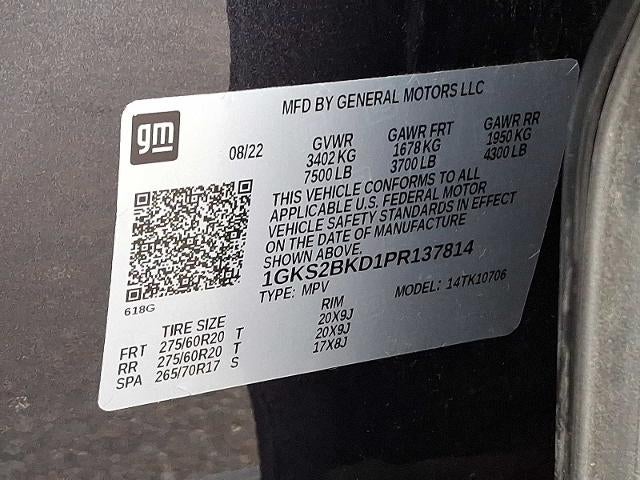 gm
MFD BY GENERAL MOTORS LLC
08/22 GVWR GAWR FRT GAWR RR
3402 KG 1678 KG 1950 KG
7500 LB 3700 LB 4300 LB
THIS VEHICLE CONFORMS TO ALL
APPLICABLE U.S. FEDERAL MOTOR
VEHICLE SAFETY STANDARDS IN EFFECT
ON THE DATE OF MANUFACTURE
SHOWN ABOVE.
1GKS2BKD1PR137814
TYPE: MPV MODEL: 14TK10706
618G
TIRE SIZE RIM
FRT 275/60R20 T 20X9J
RR 275/60R20 T 20X9J
SPA 265/70R17 S 17X8J